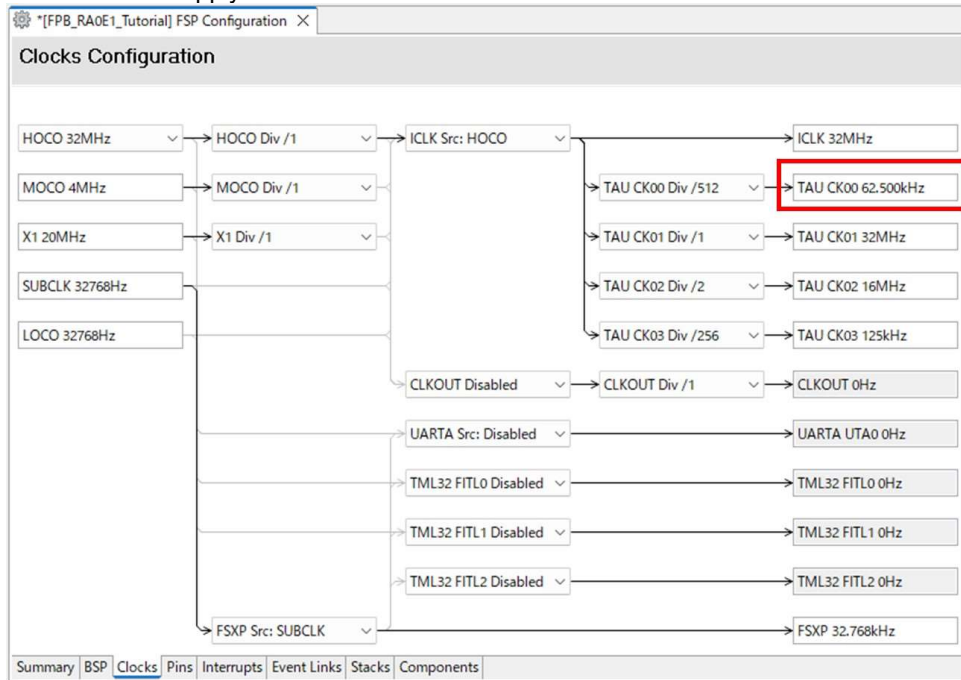 *[FPB_RA0E1_Tutorial] FSP Configuration
Clocks Configuration
HOCO 32MHz HOCO Div /1 ICLK Src: HOCO ICLK 32MHz
MOCO 4MHz MOCO Div /1 TAU CK00 Div /512 TAU CK00 62.500kHz
X1 20MHz X1 Div /1 TAU CK01 Div /1 TAU CK01 32MHz
SUBCLK 32768Hz TAU CK02 Div /2 TAU CK02 16MHz
LOCO 32768Hz TAU CK03 Div /256 TAU CK03 125kHz
CLKOUT Disabled CLKOUT Div /1 CLKOUT 0Hz
UARTA Src: Disabled UARTA UTA0 0Hz
TML32 FITL0 Disabled TML32 FITL0 0Hz
TML32 FITL1 Disabled TML32 FITL1 0Hz
TML32 FITL2 Disabled TML32 FITL2 0Hz
FSXP Src: SUBCLK FSXP 32.768kHz
Summary BSP Clocks Pins Interrupts Event Links Stacks Components